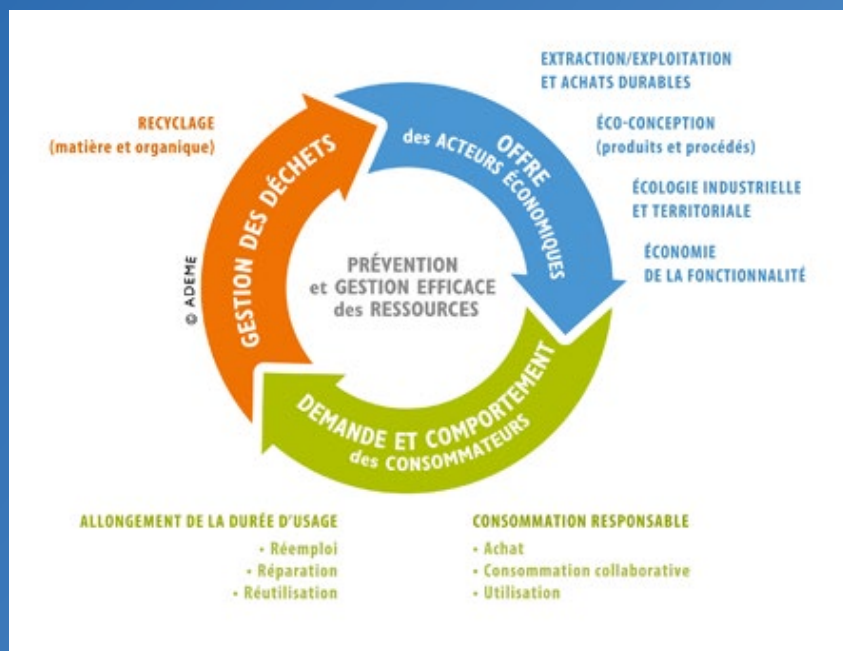 EXTRACTION/EXPLOITATION
ET ACHATS DURABLES
ÉCO-CONCEPTION
(produits et procédés)
ÉCOLOGIE INDUSTRIELLE
ET TERRITORIALE
ÉCONOMIE
DE LA FONCTIONNALITÉ
OFFRE
des ACTEURS ÉCONOMIQUES
RECYCLAGE
(matière et organique)
GESTION DES DÉCHETS
© ADEME
PRÉVENTION
et GESTION EFFICACE
des RESSOURCES
DEMANDE ET COMPORTEMENT
des CONSOMMATEURS
ALLONGEMENT DE LA DURÉE D'USAGE
• Réemploi
• Réparation
• Réutilisation
CONSOMMATION RESPONSABLE
• Achat
• Consommation collaborative
• Utilisation